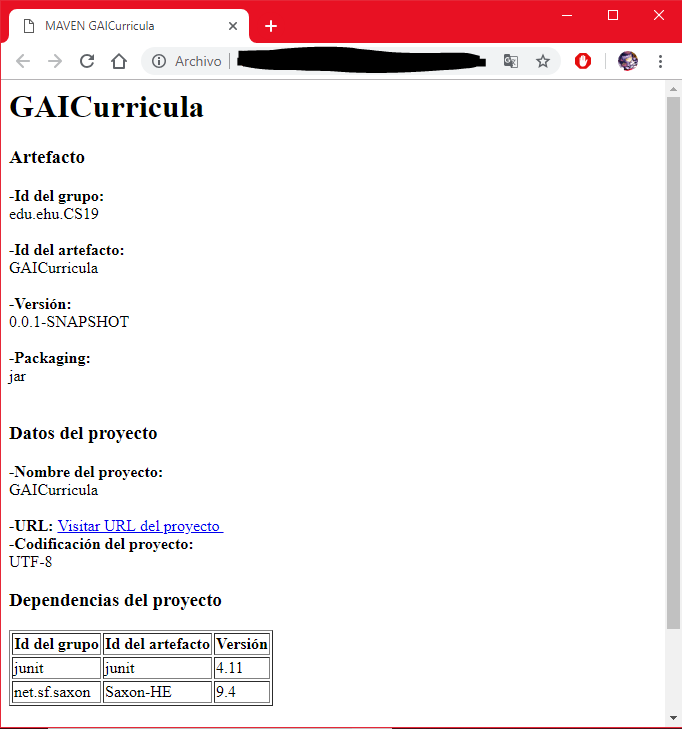 MAVEN GAICurricula
Archivo
GAICurricula
Artefacto
-Id del grupo:
edu.ehu.CS19
-Id del artefacto:
GAICurricula
-Versión:
0.0.1-SNAPSHOT
-Packaging:
jar
Datos del proyecto
-Nombre del proyecto:
GAICurricula
-URL: Visitar URL del proyecto
-Codificación del proyecto:
UTF-8
Dependencias del proyecto
Id del grupo Id del artefacto Versión
junit junit 4.11
net.sf.saxon Saxon-HE 9.4